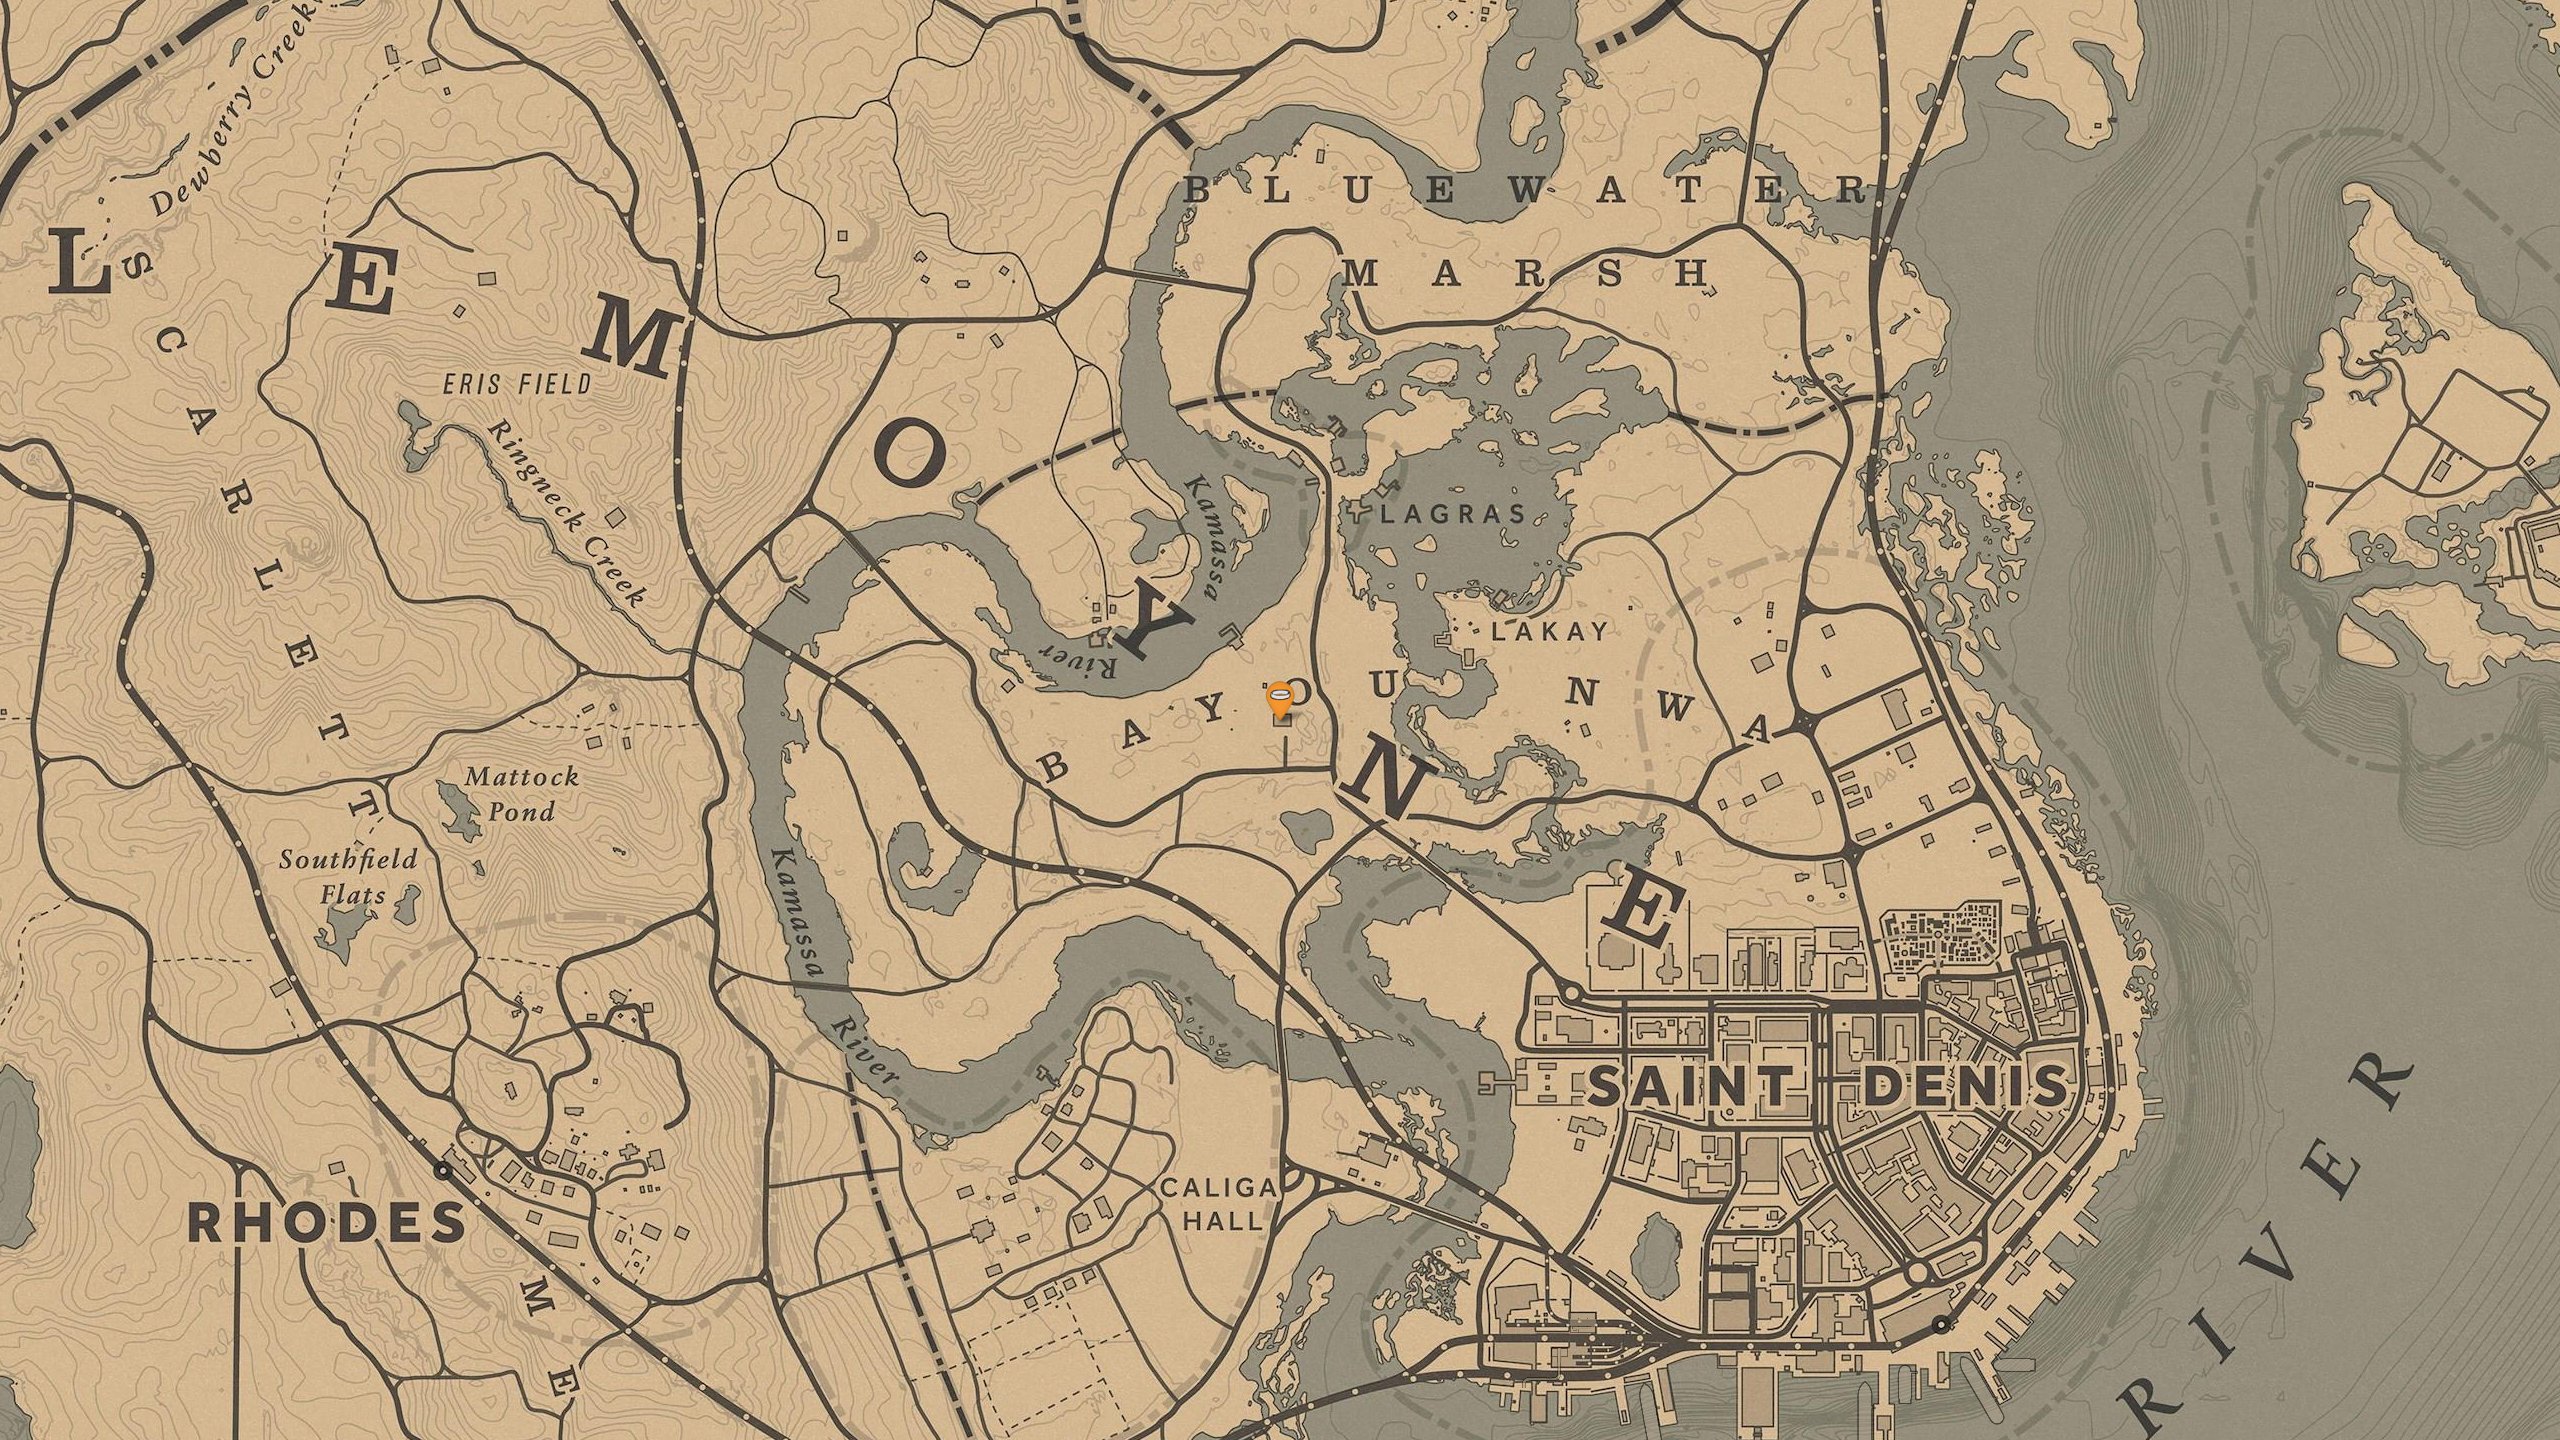 Dewberry Creek
BLUEWATER
MARSH
L E M O Y N E
SCARLETT
ERIS FIELD
Ringneck Creek
Kamassa
River
LAGRAS
LAKAY
BAYOU NWA
Mattock
Pond
Southfield
Flats
Kamassa
River
SAINT DENIS
CALIGA
HALL
RHODES
ME
RIVER
R
i